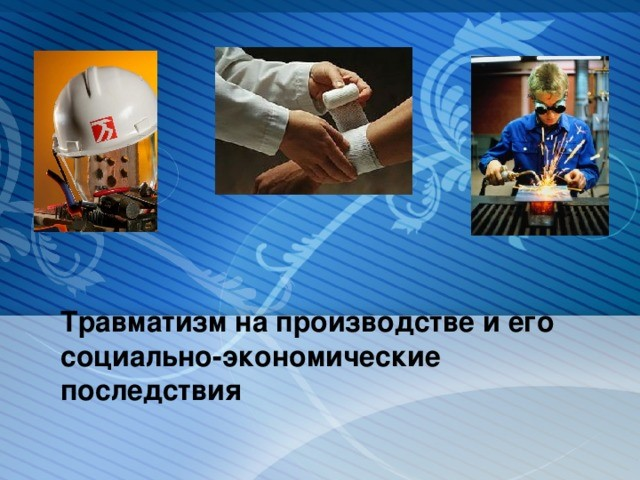 Травматизм на производстве и его
социально-экономические
последствия